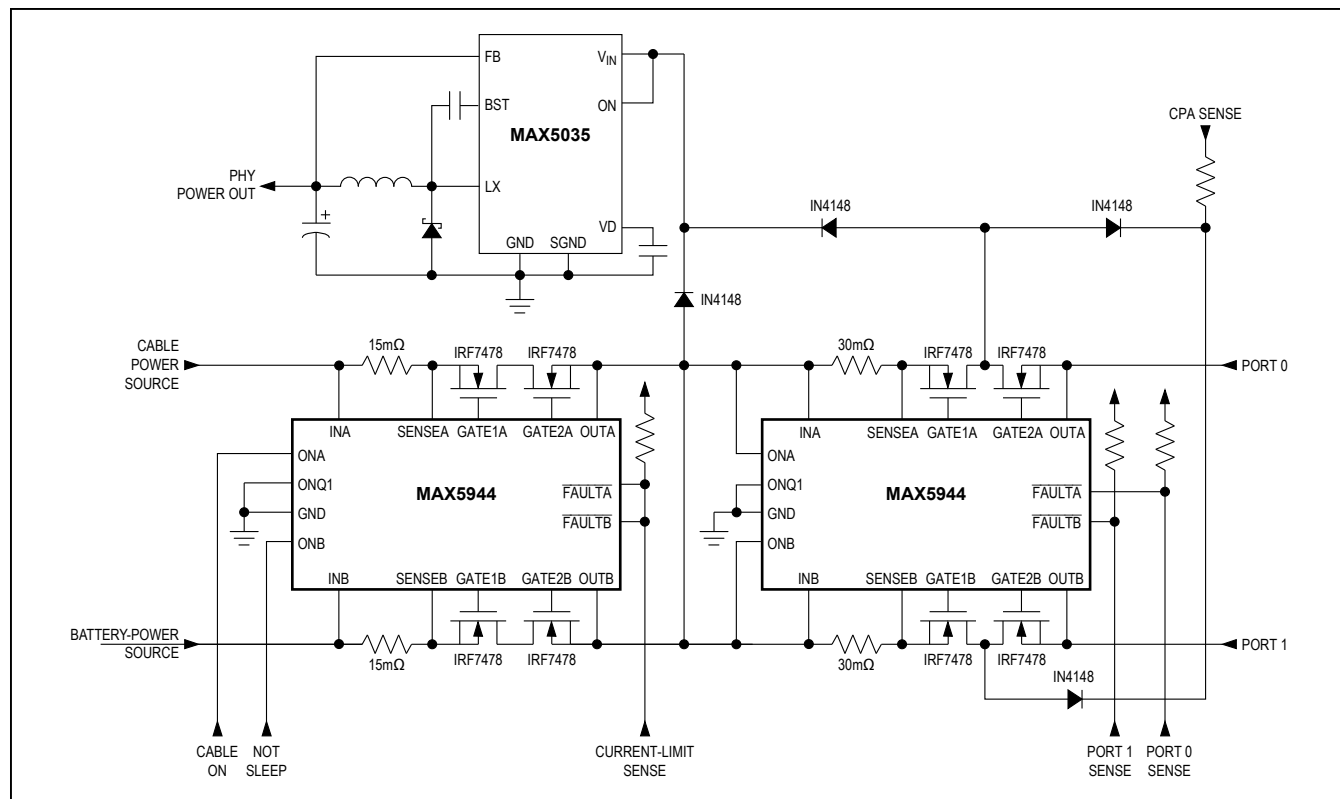 FB
V_IN
BST
ON
MAX5035
CPA SENSE
PHY
POWER OUT
LX
VD
GND
SGND
IN4148
IN4148
IN4148
CABLE
POWER
SOURCE
15mΩ
IRF7478
IRF7478
30mΩ
IRF7478
IRF7478
PORT 0
INA
SENSEA
GATE1A
GATE2A
OUTA
ONA
ONQ1
GND
ONB
MAX5944
FAULTA
FAULTB
INB
SENSEB
GATE1B
GATE2B
OUTB
INA
SENSEA
GATE1A
GATE2A
OUTA
ONA
ONQ1
GND
ONB
MAX5944
FAULTA
FAULTB
INB
SENSEB
GATE1B
GATE2B
OUTB
BATTERY-POWER
SOURCE
15mΩ
IRF7478
IRF7478
30mΩ
IRF7478
IRF7478
PORT 1
IN4148
CABLE
ON
NOT
SLEEP
CURRENT-LIMIT
SENSE
PORT 1
SENSE
PORT 0
SENSE